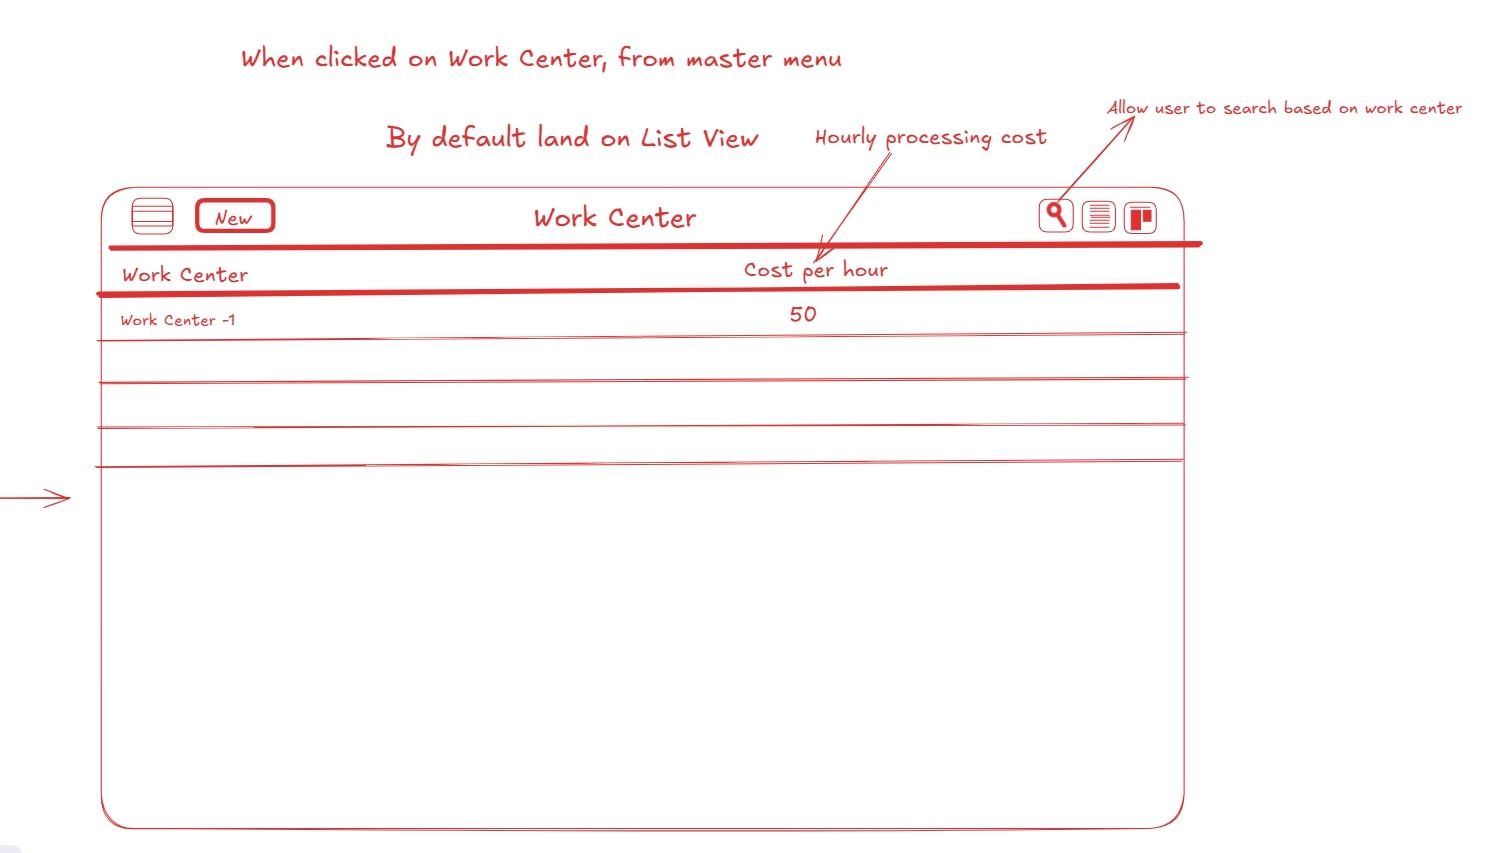 When clicked on Work Center, from master menu
Allow user to search based on work center
By default land on List View
Hourly processing cost
New
Work Center
Work Center
Cost per hour
Work Center -1
50